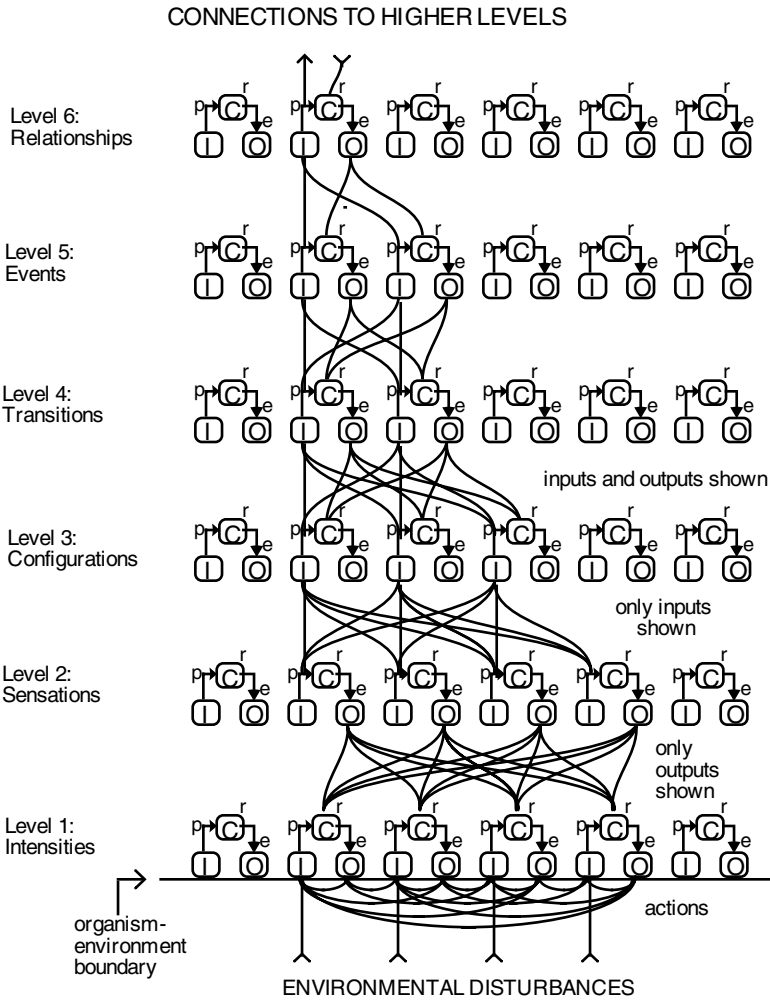 CONNECTIONS TO HIGHER LEVELS
r r r r r r
Level 6: p C p C p C p C p C p C
Relationships e e e e e e
I O I O I O I O I O I O
r r r r r r
Level 5: p C p C p C p C p C p C
Events e e e e e e
I O I O I O I O I O I O
r r r r r r
Level 4: p C p C p C p C p C p C
Transitions e e e e e e
I O I O I O I O I O I O
inputs and outputs shown
r r r r r r
Level 3: p C p C p C p C p C p C
Configurations e e e e e e
I O I O I O I O I O I O
only inputs
shown
r r r r r r
Level 2: p C p C p C p C p C p C
Sensations e e e e e e
I O I O I O I O I O I O
only
outputs
shown
r r r r r r
Level 1: p C p C p C p C p C p C
Intensities e e e e e e
I O I O I O I O I O I O
actions
organism-
environment
boundary
ENVIRONMENTAL DISTURBANCES